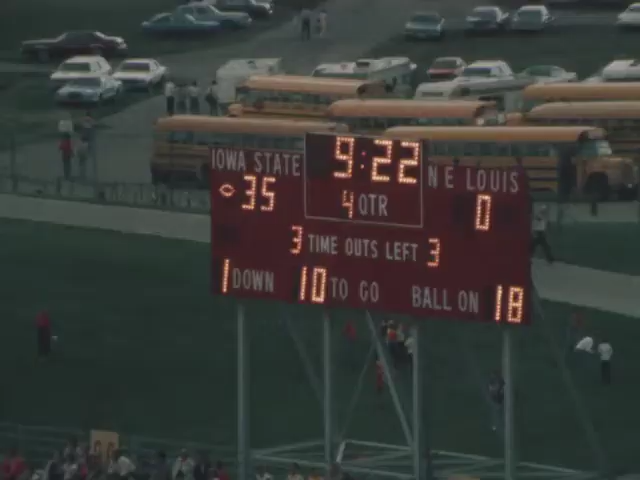 9:22
IOWA STATE N E LOUIS
35 4 QTR 0
3 TIME OUTS LEFT 3
1 DOWN 10 TO GO BALL ON 18